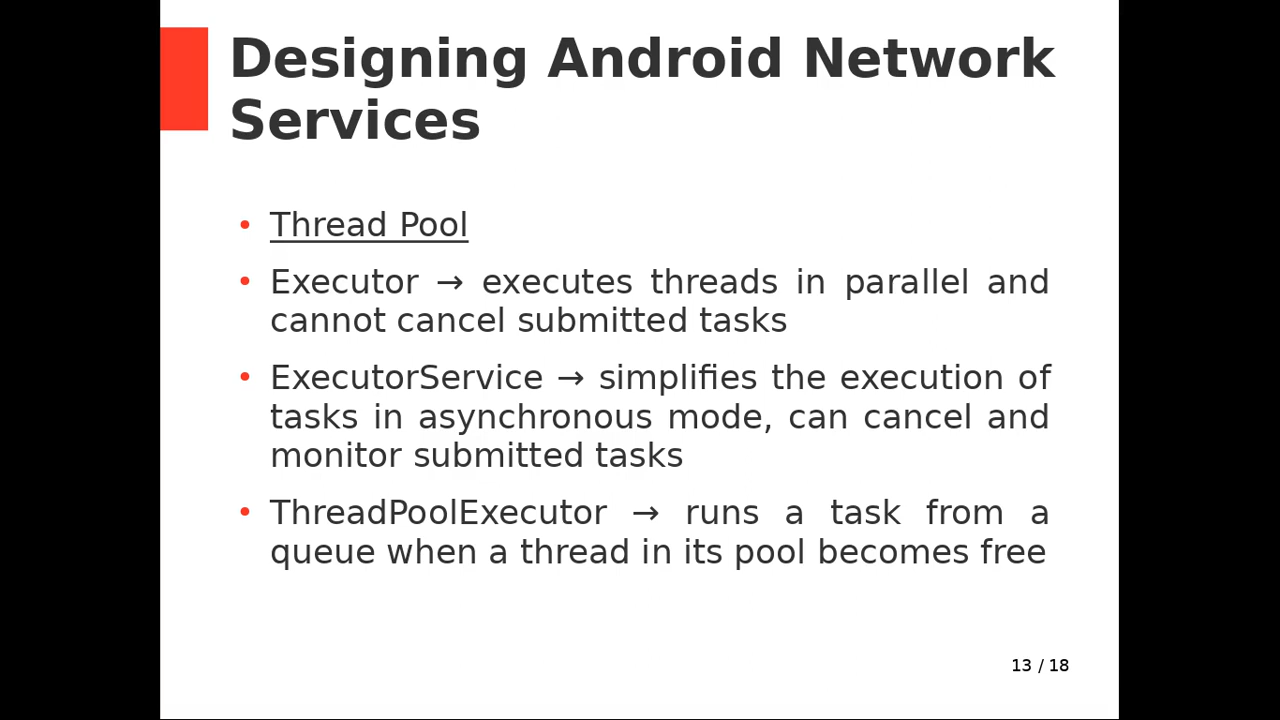 Designing Android Network
Services
• Thread Pool
• Executor → executes threads in parallel and
cannot cancel submitted tasks
• ExecutorService → simplifies the execution of
tasks in asynchronous mode, can cancel and
monitor submitted tasks
• ThreadPoolExecutor → runs a task from a
queue when a thread in its pool becomes free
13 / 18